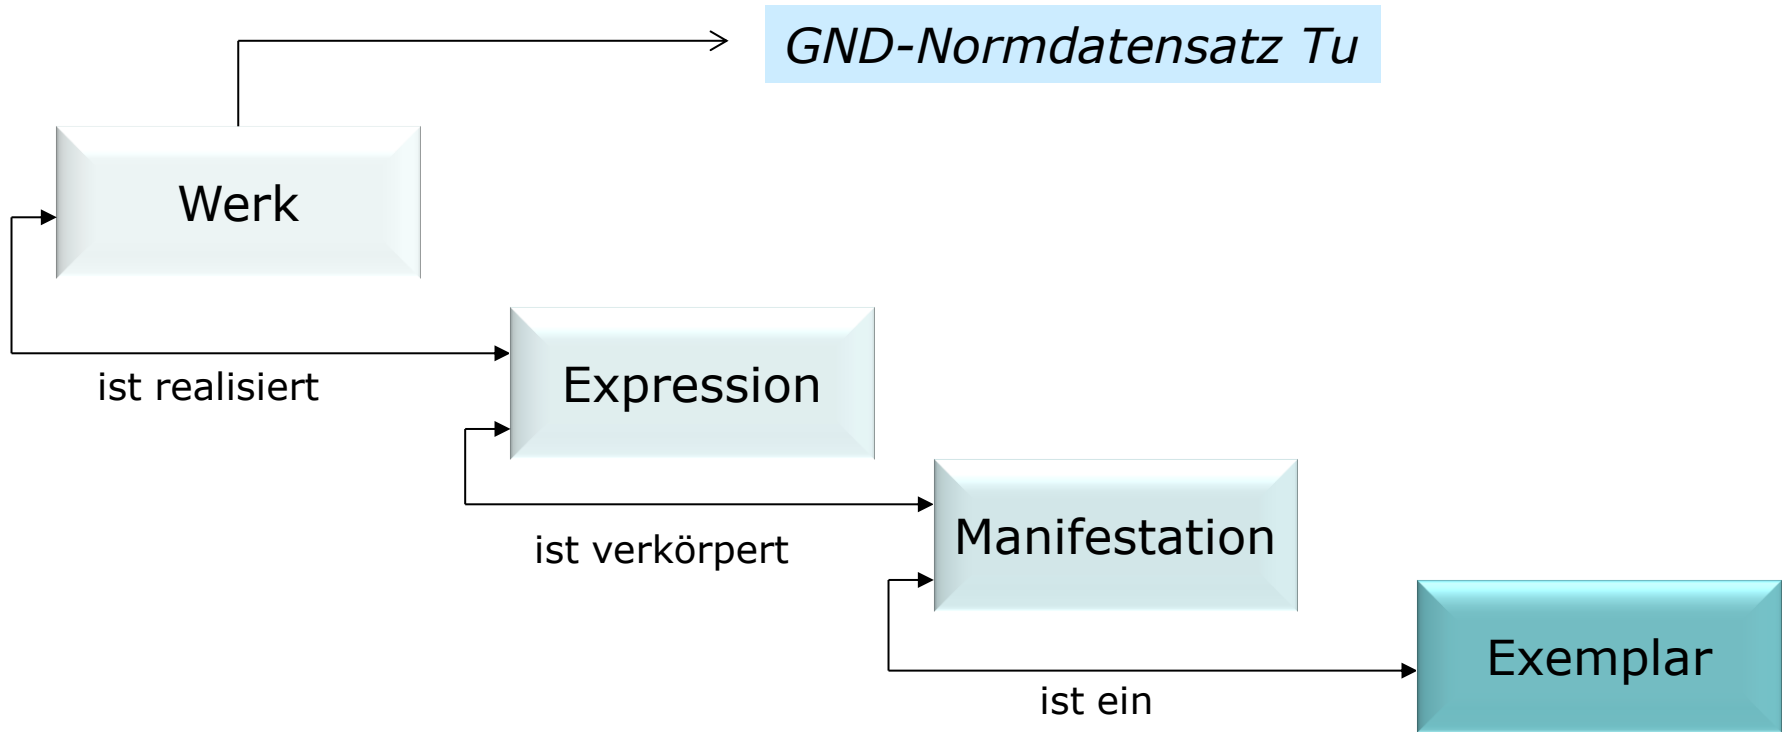 GND-Normdatensatz Tu
Werk
ist realisiert
Expression
ist verkörpert
Manifestation
ist ein
Exemplar